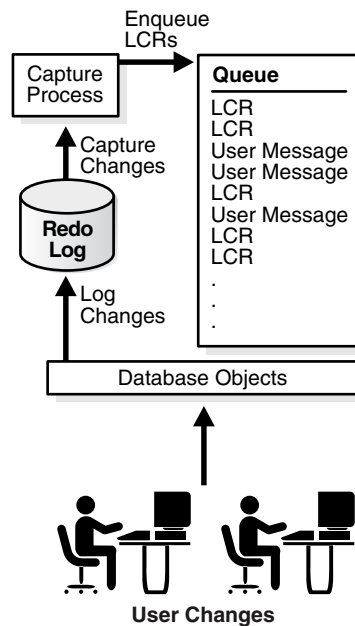 Enqueue
LCRs
Capture
Process
Queue
LCR
LCR
User Message
User Message
LCR
User Message
LCR
LCR
.
.
.
Capture
Changes
Redo
Log
Log
Changes
Database Objects
User Changes